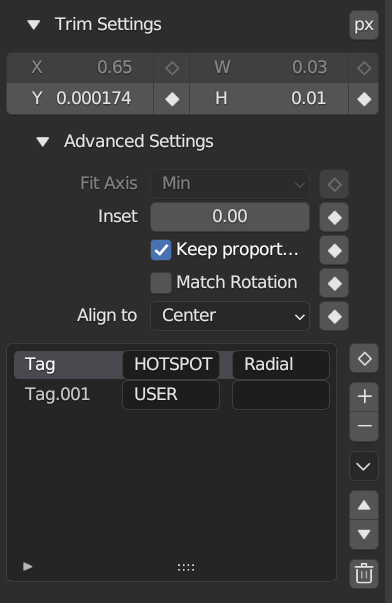 Trim Settings px
X 0.65 W 0.03
Y 0.000174 H 0.01
Advanced Settings
Fit Axis Min
Inset 0.00
Keep proport...
Match Rotation
Align to Center
Tag HOTSPOT Radial
Tag.001 USER